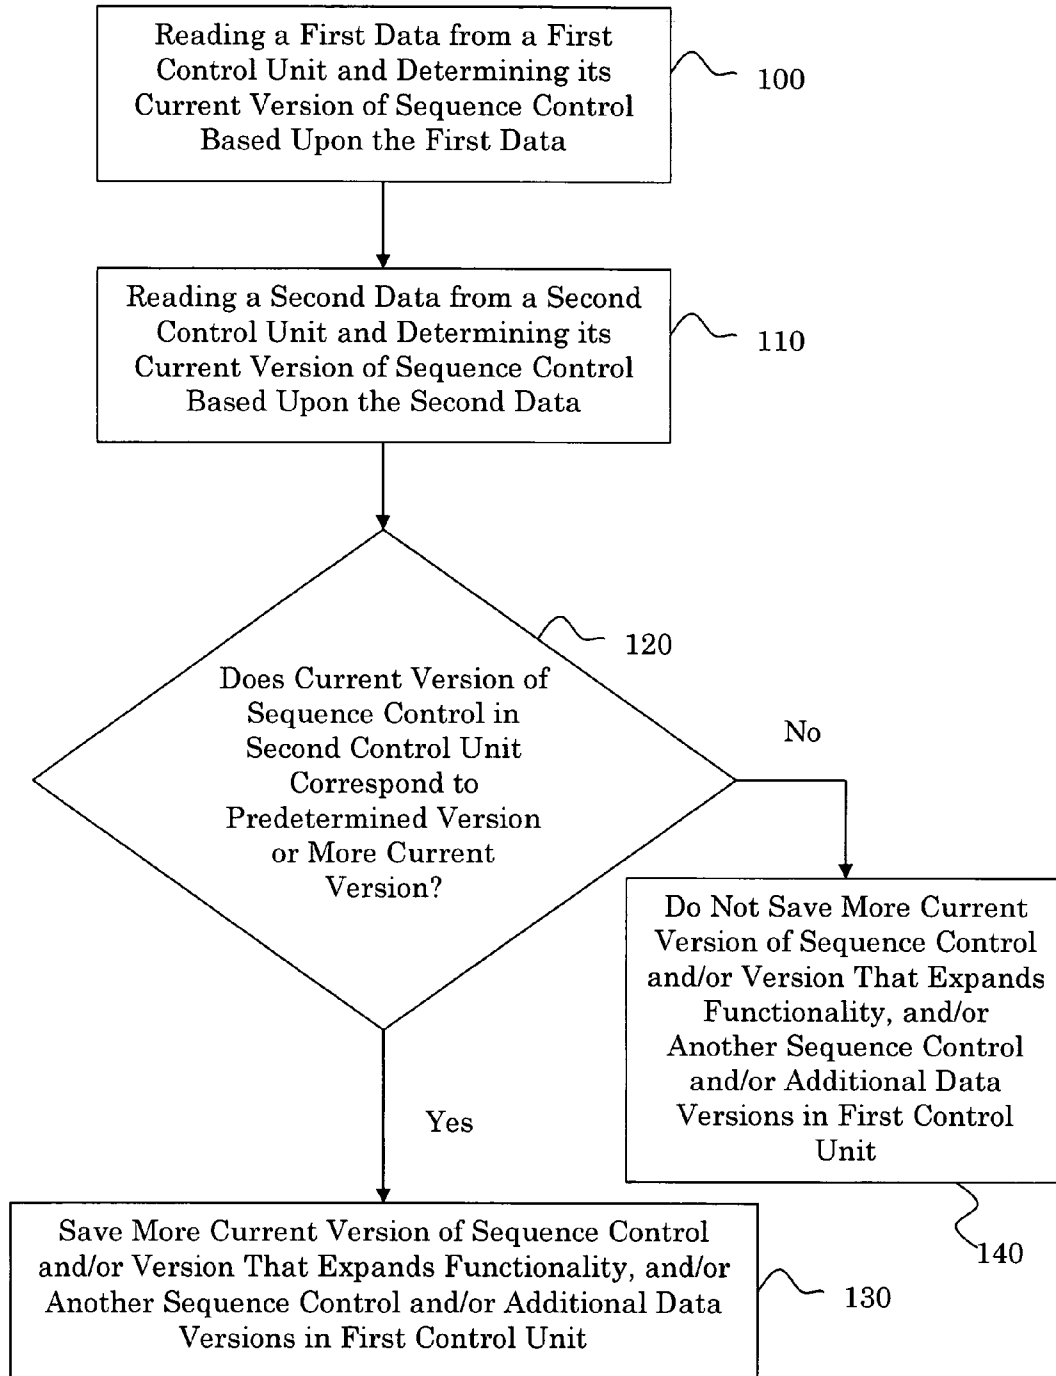 Reading a First Data from a First
Control Unit and Determining its
Current Version of Sequence Control
Based Upon the First Data
100
Reading a Second Data from a Second
Control Unit and Determining its
Current Version of Sequence Control
Based Upon the Second Data
110
120
Does Current Version of
Sequence Control in
Second Control Unit
Correspond to
Predetermined Version
or More Current
Version?
No
Do Not Save More Current
Version of Sequence Control
and/or Version That Expands
Functionality, and/or
Another Sequence Control
and/or Additional Data
Versions in First Control
Unit
140
Yes
Save More Current Version of Sequence Control
and/or Version That Expands Functionality, and/or
Another Sequence Control and/or Additional Data
Versions in First Control Unit
130